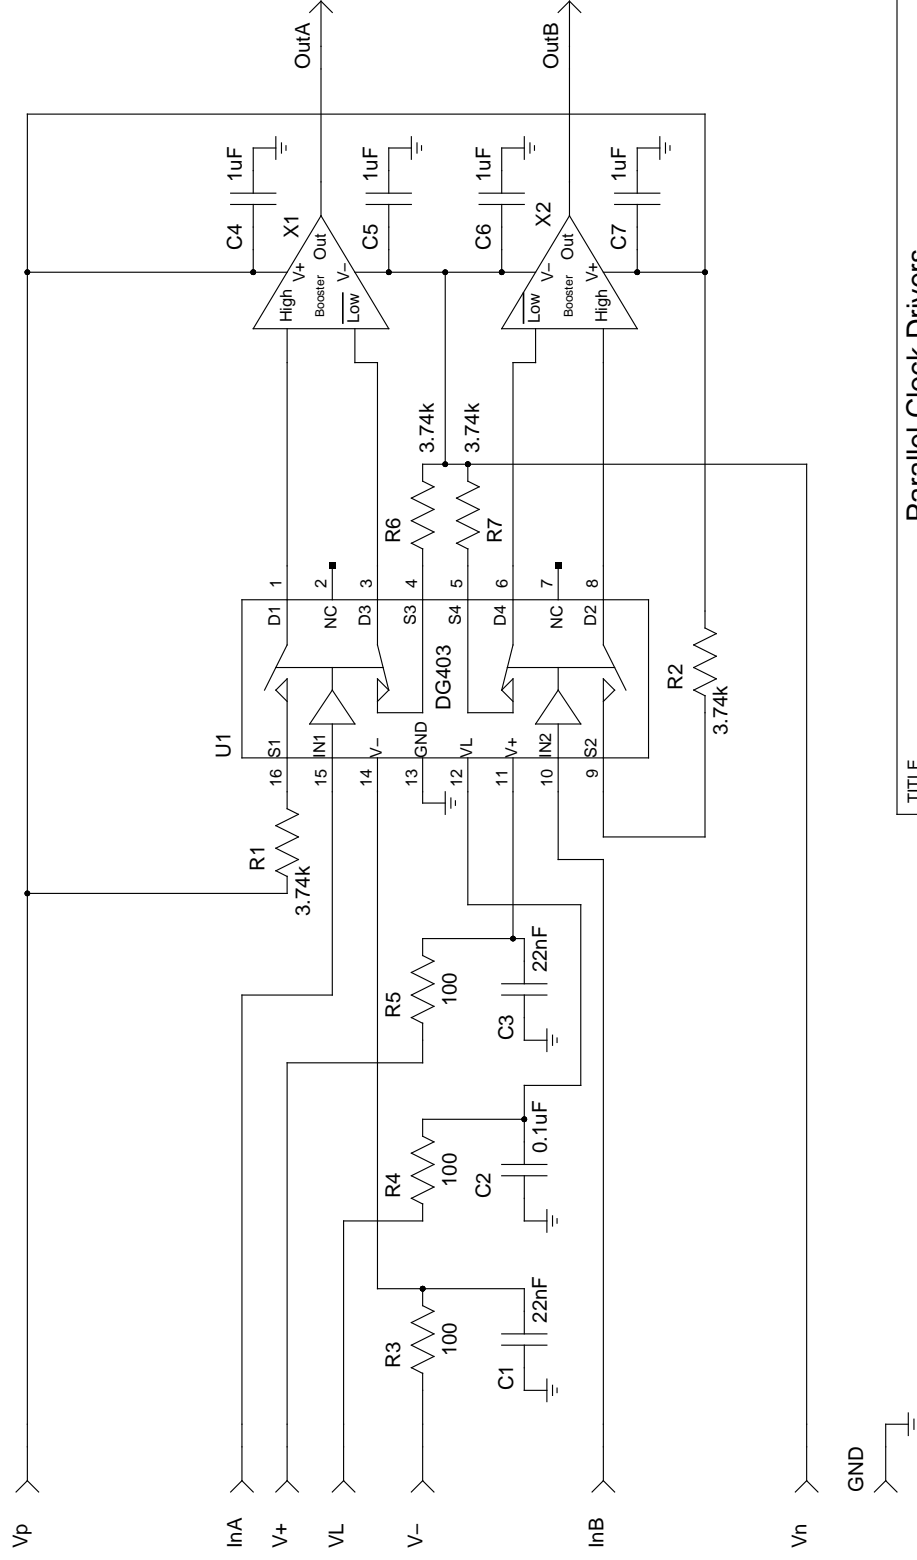 Vp
OutA
OutB
C4 1uF
X1
High V+
Out
Booster
Low V−
C5 1uF
C6 1uF
X2
Low V−
Out
Booster
High V+
C7 1uF
InA
V+
VL
V−
InB
Vn
GND
R1
3.74k
U1
16 S1 D1 1
15 IN1 NC 2
14 V− D3 3
13 GND S3 4
DG403
12 VL S4 5
11 V+ D4 6
10 IN2 NC 7
9 S2 D2 8
R6
3.74k
R7
3.74k
R3
100
R4
100
R5
100
C1 22nF
C2 0.1uF
C3 22nF
R2
3.74k
TITLE
Parallel Clock Drivers